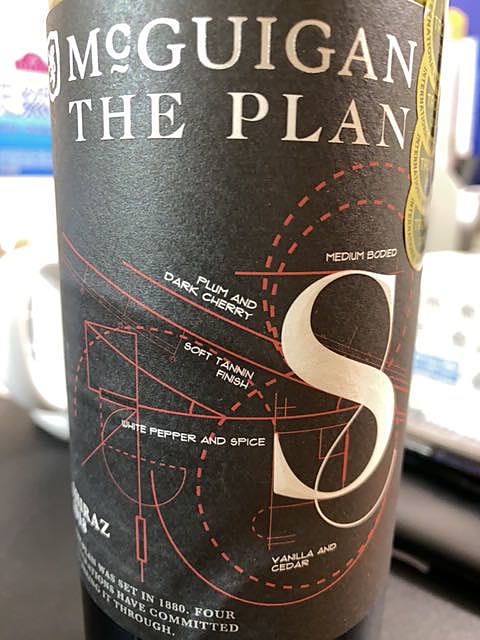 McGUIGAN
THE PLAN
MEDIUM BODIED
PLUM AND
DARK CHERRY
SOFT TANNIN
FINISH
WHITE PEPPER AND SPICE
S
VANILLA AND
CEDAR
WAS SET IN 1880. FOUR
HAVE COMMITTED
IT THROUGH.
INTERNATIONAL